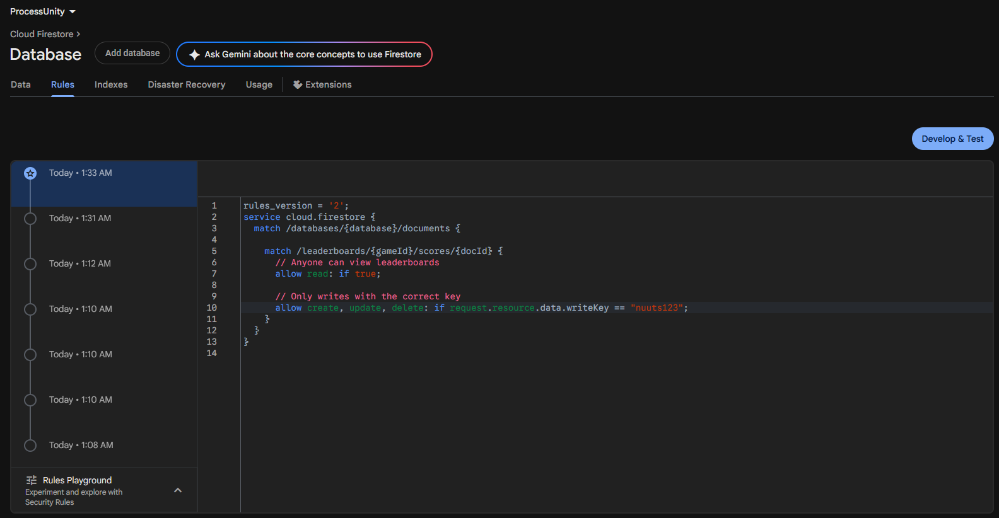 ProcessUnity
Cloud Firestore
Database
Add database
Ask Gemini about the core concepts to use Firestore
Data
Rules
Indexes
Disaster Recovery
Usage
Extensions
Develop & Test
Today • 1:33 AM
Today • 1:31 AM
Today • 1:12 AM
Today • 1:10 AM
Today • 1:10 AM
Today • 1:10 AM
Today • 1:08 AM
Rules Playground
Experiment and explore with
Security Rules
1 rules_version = '2';
2 service cloud.firestore {
3   match /databases/{database}/documents {
4
5     match /leaderboards/{gameId}/scores/{docId} {
6       // Anyone can view leaderboards
7       allow read: if true;
8
9       // Only writes with the correct key
10       allow create, update, delete: if request.resource.data.writeKey == "nuuts123";
11     }
12   }
13 }
14